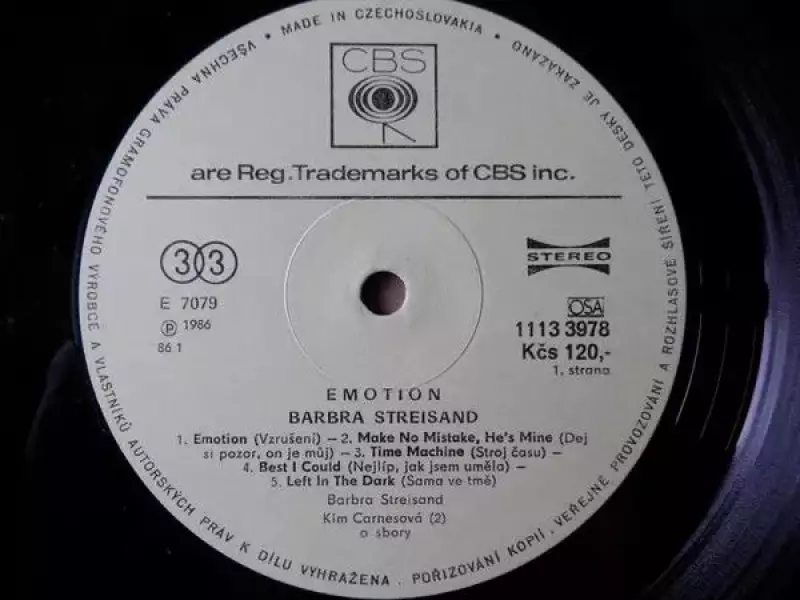 MADE IN CZECHOSLOVAKIA · VŠECHNA PRÁVA GRAMOFONOVÉHO VÝROBCE A VLASTNÍKŮ AUTORSKÝCH PRÁV K DÍLU VYHRAŽENA . POŘIZOVÁNÍ KOPIÍ . VEŘEJNÉ PROVOZOVÁNÍ A ROZHLASOVÉ ŠÍŘENÍ TÉTO DESKY JE ZAKÁZÁNO ·
CBS
are Reg.Trademarks of CBS inc.
33
STEREO
E 7079
Ⓟ 1986
86 1
OSA
1113 3978
Kčs 120,-
1. strana
EMOTION
BARBRA STREISAND
1. Emotion (Vzrušení) – 2. Make No Mistake, He's Mine (Dej
si pozor, on je můj) – 3. Time Machine (Stroj času) –
4. Best I Could (Nejlíp, jak jsem uměla) –
5. Left In The Dark (Sama ve tmě)
Barbra Streisand
Kim Carnesová (2)
a sbory